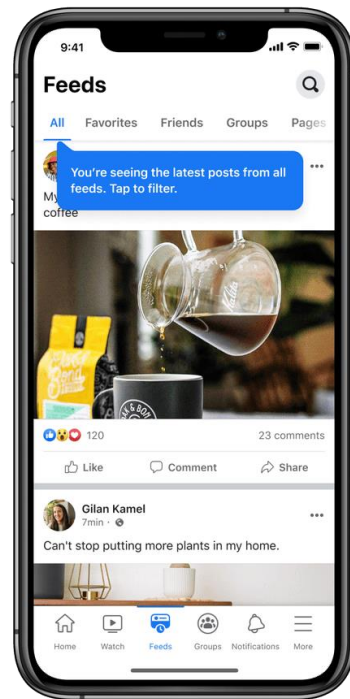 9:41
Feeds
All Favorites Friends Groups Pages
You're seeing the latest posts from all
feeds. Tap to filter.
My
coffee
120 23 comments
Like Comment Share
Gilan Kamel
7min
Can't stop putting more plants in my home.
Home Watch Feeds Groups Notifications More